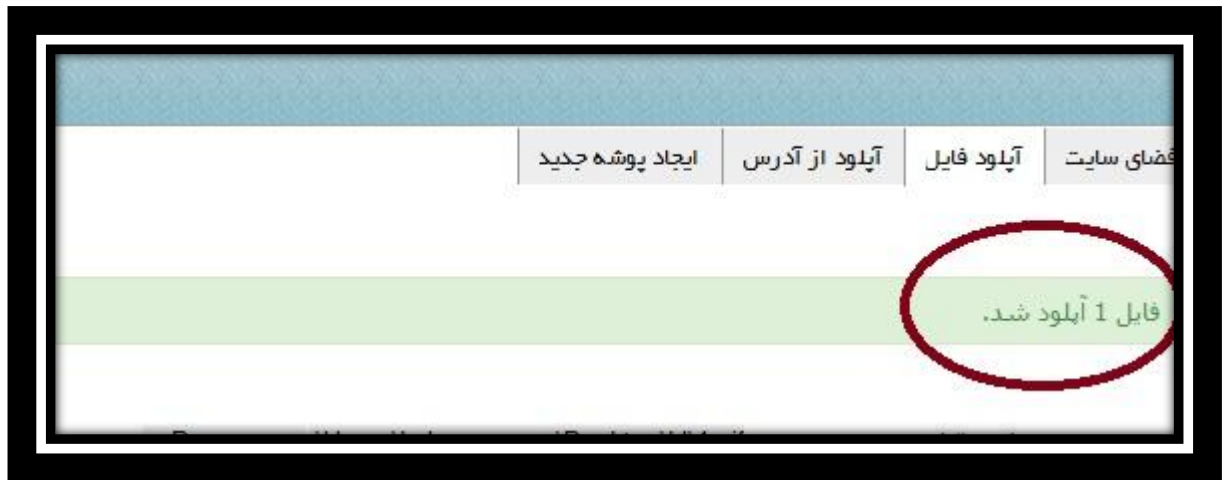 فضای سایت آپلود فایل آپلود از آدرس ایجاد پوشه جدید
فایل 1 آپلود شد.